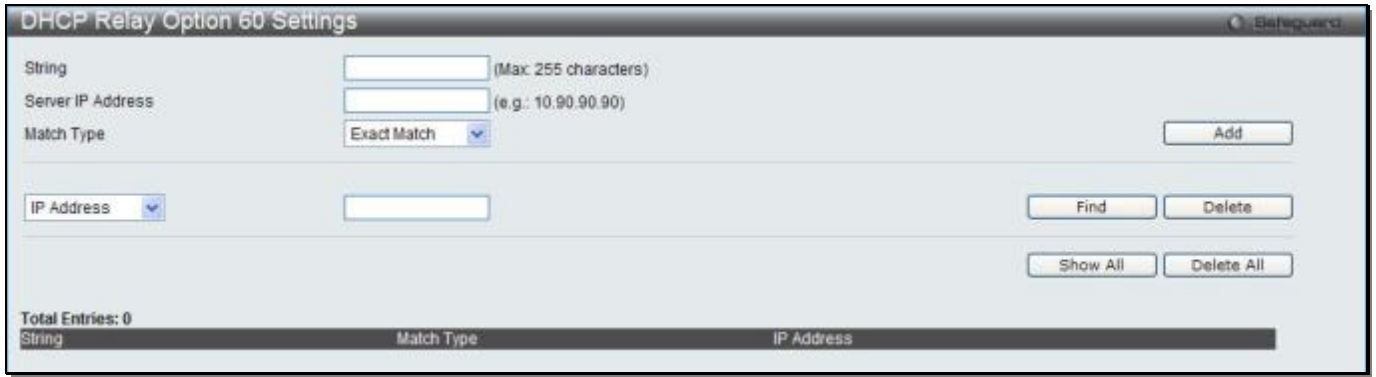 DHCP Relay Option 60 Settings
Safeguard
String (Max: 255 characters)
Server IP Address (e.g.: 10.90.90.90)
Match Type Exact Match Add
IP Address Find Delete
Show All Delete All
Total Entries: 0
String Match Type IP Address